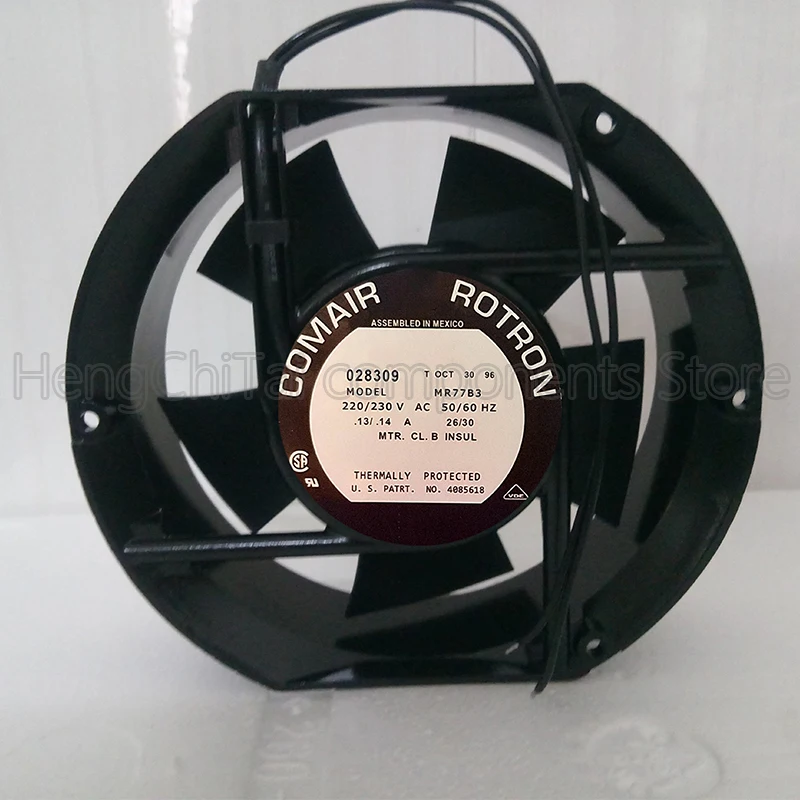 COMAIR ROTRON
ASSEMBLED IN MEXICO
028309 T OCT 30 96
MODEL MR77B3
220/230 V AC 50/60 HZ
.13/.14 A 26/30
MTR. CL. B INSUL
THERMALLY PROTECTED
U. S. PATRT. NO. 4085618
VDE
HengChiTai components Store